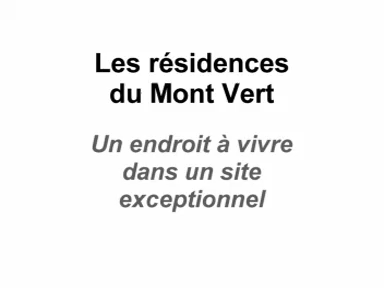 Les résidences
du Mont Vert
Un endroit à vivre
dans un site
exceptionnel